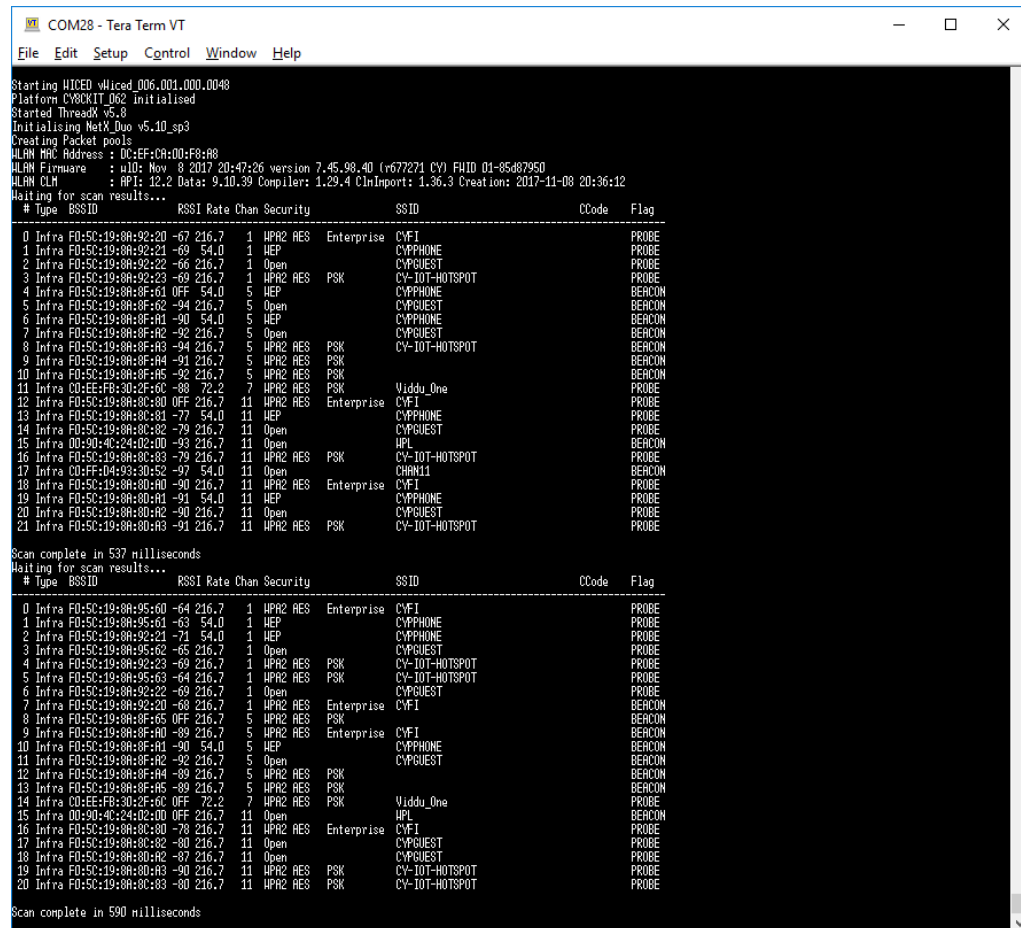 COM28 - Tera Term VT
File Edit Setup Control Window Help
Starting WICED vWiced_006.001.000.0048
Platform CY8CKIT_062 initialised
Started ThreadX v5.8
Initialising NetX_Duo v5.10_sp3
Creating Packet pools
WLAN MAC Address : DC:EF:CA:00:F8:A8
WLAN Firmware : wl0: Nov 8 2017 20:47:26 version 7.45.98.40 (r677271 CY) FWID 01-85d87950
WLAN CLM : API: 12.2 Data: 9.10.39 Compiler: 1.29.4 ClmImport: 1.36.3 Creation: 2017-11-08 20:36:12
Waiting for scan results...
# Type BSSID RSSI Rate Chan Security SSID CCode Flag
0 Infra F0:5C:19:8A:92:20 -67 216.7 1 WPA2 AES Enterprise CYFI PROBE
1 Infra F0:5C:19:8A:92:21 -69 54.0 1 WEP CYPPHONE PROBE
2 Infra F0:5C:19:8A:92:22 -66 216.7 1 Open CYPGUEST PROBE
3 Infra F0:5C:19:8A:92:23 -69 216.7 1 WPA2 AES PSK CY-IOT-HOTSPOT PROBE
4 Infra F0:5C:19:8A:8F:61 OFF 54.0 5 WEP CYPPHONE BEACON
5 Infra F0:5C:19:8A:8F:62 -94 216.7 5 Open CYPGUEST BEACON
6 Infra F0:5C:19:8A:8F:A1 -90 54.0 5 WEP CYPPHONE BEACON
7 Infra F0:5C:19:8A:8F:A2 -92 216.7 5 Open CYPGUEST BEACON
8 Infra F0:5C:19:8A:8F:A3 -94 216.7 5 WPA2 AES PSK CY-IOT-HOTSPOT BEACON
9 Infra F0:5C:19:8A:8F:A4 -91 216.7 5 WPA2 AES PSK BEACON
10 Infra F0:5C:19:8A:8F:A5 -92 216.7 5 WPA2 AES PSK BEACON
11 Infra C0:EE:FB:30:2F:6C -88 72.2 7 WPA2 AES PSK Viddu_One PROBE
12 Infra F0:5C:19:8A:8C:80 OFF 216.7 11 WPA2 AES Enterprise CYFI PROBE
13 Infra F0:5C:19:8A:8C:81 -77 54.0 11 WEP CYPPHONE PROBE
14 Infra F0:5C:19:8A:8C:82 -79 216.7 11 Open CYPGUEST PROBE
15 Infra 00:90:4C:24:02:0D -93 216.7 11 Open WPL BEACON
16 Infra F0:5C:19:8A:8C:83 -79 216.7 11 WPA2 AES PSK CY-IOT-HOTSPOT PROBE
17 Infra C0:FF:D4:93:3D:52 -97 54.0 11 Open CHAN11 BEACON
18 Infra F0:5C:19:8A:8D:A0 -90 216.7 11 WPA2 AES Enterprise CYFI PROBE
19 Infra F0:5C:19:8A:8D:A1 -91 54.0 11 WEP CYPPHONE PROBE
20 Infra F0:5C:19:8A:8D:A2 -90 216.7 11 Open CYPGUEST PROBE
21 Infra F0:5C:19:8A:8D:A3 -91 216.7 11 WPA2 AES PSK CY-IOT-HOTSPOT PROBE
Scan complete in 537 milliseconds
Waiting for scan results...
# Type BSSID RSSI Rate Chan Security SSID CCode Flag
0 Infra F0:5C:19:8A:95:60 -64 216.7 1 WPA2 AES Enterprise CYFI PROBE
1 Infra F0:5C:19:8A:95:61 -63 54.0 1 WEP CYPPHONE PROBE
2 Infra F0:5C:19:8A:92:21 -71 54.0 1 WEP CYPPHONE PROBE
3 Infra F0:5C:19:8A:95:62 -65 216.7 1 Open CYPGUEST PROBE
4 Infra F0:5C:19:8A:92:23 -69 216.7 1 WPA2 AES PSK CY-IOT-HOTSPOT PROBE
5 Infra F0:5C:19:8A:95:63 -64 216.7 1 WPA2 AES PSK CY-IOT-HOTSPOT PROBE
6 Infra F0:5C:19:8A:92:22 -69 216.7 1 Open CYPGUEST PROBE
7 Infra F0:5C:19:8A:92:20 -68 216.7 1 WPA2 AES Enterprise CYFI BEACON
8 Infra F0:5C:19:8A:8F:65 OFF 216.7 5 WPA2 AES PSK BEACON
9 Infra F0:5C:19:8A:8F:A0 -89 216.7 5 WPA2 AES Enterprise CYFI BEACON
10 Infra F0:5C:19:8A:8F:A1 -90 54.0 5 WEP CYPPHONE BEACON
11 Infra F0:5C:19:8A:8F:A2 -92 216.7 5 Open CYPGUEST BEACON
12 Infra F0:5C:19:8A:8F:A4 -89 216.7 5 WPA2 AES PSK BEACON
13 Infra F0:5C:19:8A:8F:A5 -89 216.7 5 WPA2 AES PSK BEACON
14 Infra C0:EE:FB:30:2F:6C OFF 72.2 7 WPA2 AES PSK Viddu_One PROBE
15 Infra 00:90:4C:24:02:0D OFF 216.7 11 Open WPL BEACON
16 Infra F0:5C:19:8A:8C:80 -78 216.7 11 WPA2 AES Enterprise CYFI PROBE
17 Infra F0:5C:19:8A:8C:82 -80 216.7 11 Open CYPGUEST PROBE
18 Infra F0:5C:19:8A:8D:A2 -87 216.7 11 Open CYPGUEST PROBE
19 Infra F0:5C:19:8A:8D:A3 -90 216.7 11 WPA2 AES PSK CY-IOT-HOTSPOT PROBE
20 Infra F0:5C:19:8A:8C:83 -80 216.7 11 WPA2 AES PSK CY-IOT-HOTSPOT PROBE
Scan complete in 590 milliseconds